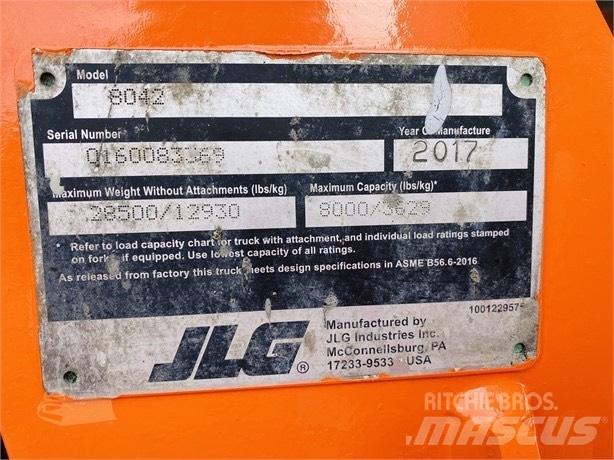 Model
8042
Serial Number
Year Of Manufacture
2017
Maximum Weight Without Attachments (lbs/kg)
28500/12930
Maximum Capacity (lbs/kg)*
8000/3629
* Refer to load capacity chart for truck with attachment, and individual load ratings stamped
on forks if equipped. Use lowest capacity of all ratings.
As released from factory this truck meets design specifications in ASME B56.6-2016
JLG ®
Manufactured by
JLG Industries Inc.
McConnellsburg, PA
17233-9533 USA
RITCHIE BROS.
MASCUS